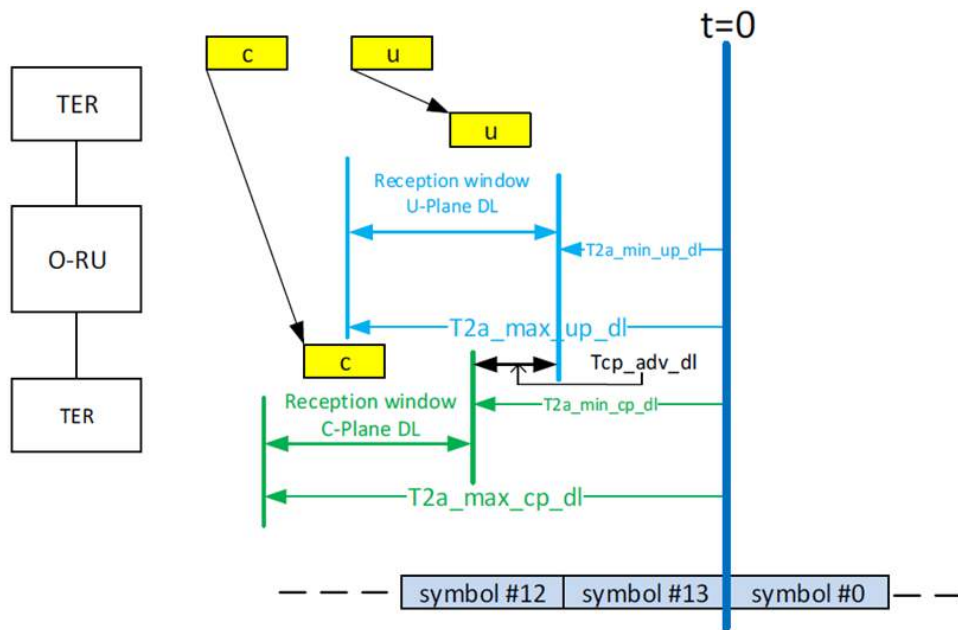 t=0
c
u
TER
u
Reception window
U-Plane DL
O-RU
T2a_min_up_dl
T2a_max_up_dl
c
Tcp_adv_dl
TER
Reception window
C-Plane DL
T2a_min_cp_dl
T2a_max_cp_dl
symbol #12
symbol #13
symbol #0